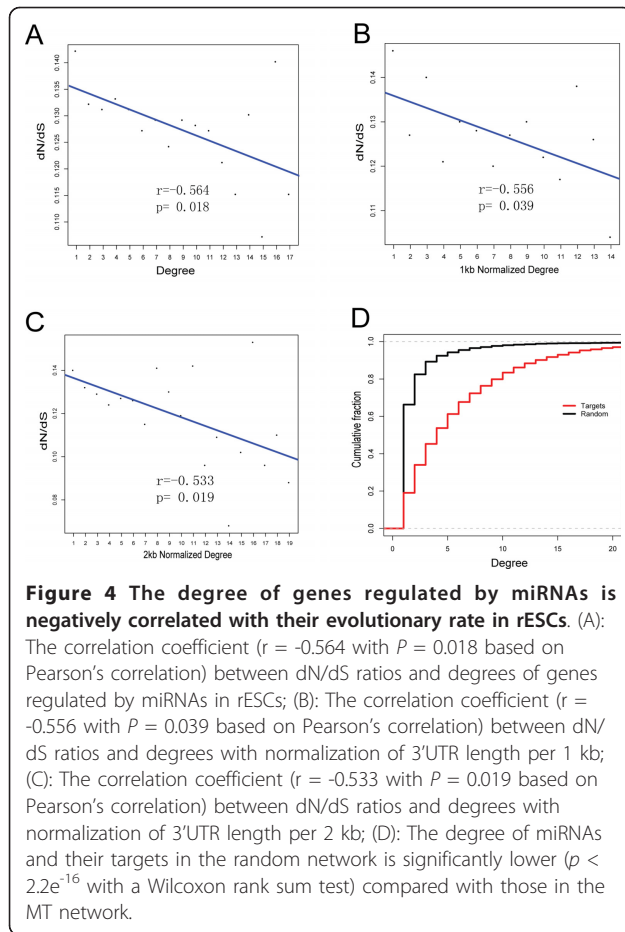 A
dN/dS
0.140
0.135
0.130
0.125
0.120
0.115
0.110
r=-0.564
p= 0.018
1 2 3 4 5 6 7 8 9 10 11 12 13 14 15 16 17
Degree
B
dN/dS
0.14
0.13
0.12
0.11
r=-0.556
p= 0.039
1 2 3 4 5 6 7 8 9 10 11 12 13 14
1kb Normalized Degree
C
dN/dS
0.14
0.12
0.10
0.08
r=-0.533
p= 0.019
1 2 3 4 5 6 7 8 9 10 11 12 13 14 15 16 17 18 19
2kb Normalized Degree
D
Cumulative fraction
1.0
0.8
0.6
0.4
0.2
0.0
Targets
Random
0 5 10 15 20
Degree
Figure 4 The degree of genes regulated by miRNAs is
negatively correlated with their evolutionary rate in rESCs. (A):
The correlation coefficient (r = -0.564 with P = 0.018 based on
Pearson's correlation) between dN/dS ratios and degrees of genes
regulated by miRNAs in rESCs; (B): The correlation coefficient (r =
-0.556 with P = 0.039 based on Pearson's correlation) between dN/
dS ratios and degrees with normalization of 3'UTR length per 1 kb;
(C): The correlation coefficient (r = -0.533 with P = 0.019 based on
Pearson's correlation) between dN/dS ratios and degrees with
normalization of 3'UTR length per 2 kb; (D): The degree of miRNAs
and their targets in the random network is significantly lower (p <
2.2e⁻¹⁶ with a Wilcoxon rank sum test) compared with those in the
MT network.